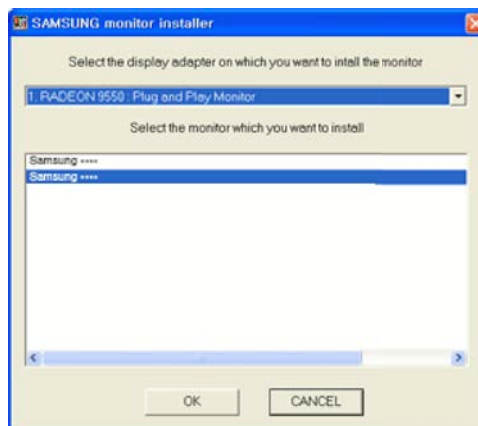 SAMSUNG monitor installer
Select the display adapter on which you want to intall the monitor
1. RADEON 9550 : Plug and Play Monitor
Select the monitor which you want to install
Samsung ****
Samsung ****
OK
CANCEL